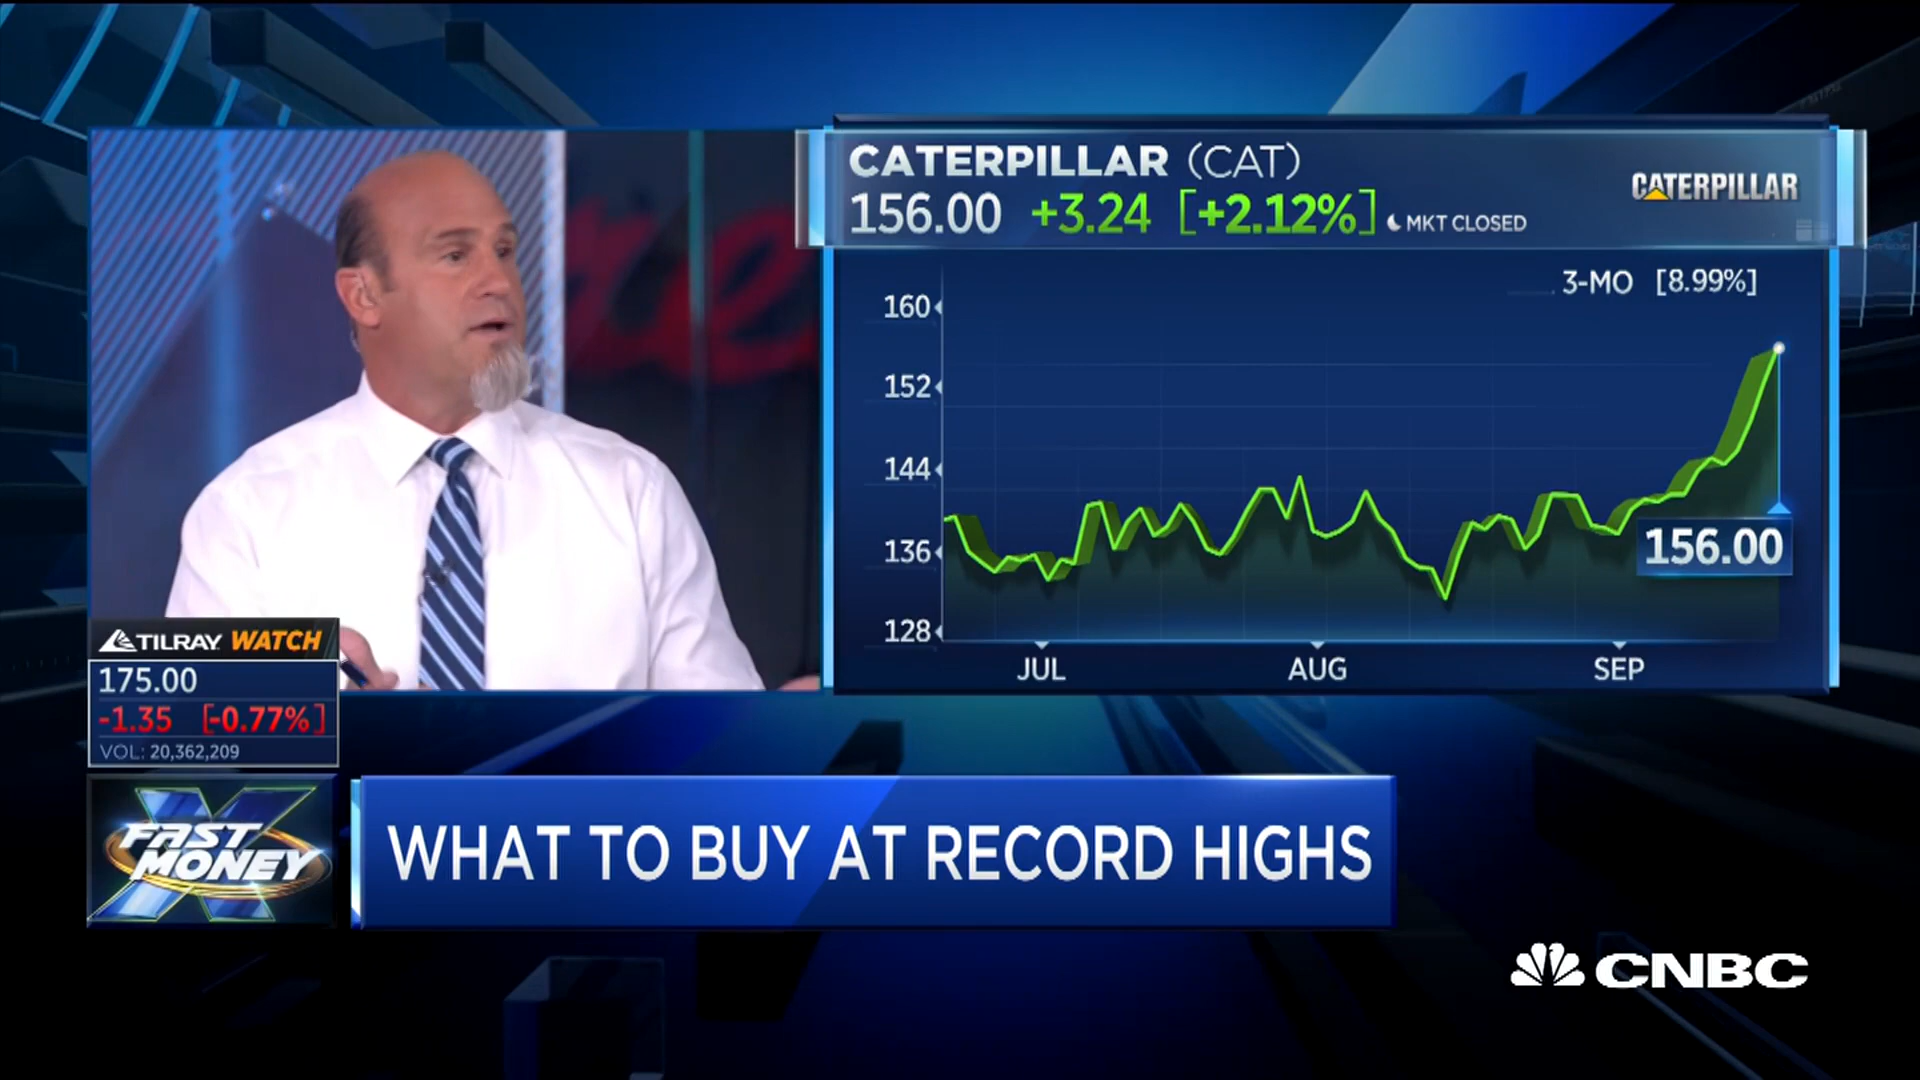 CATERPILLAR (CAT)
156.00 +3.24 [+2.12%] MKT CLOSED
CATERPILLAR
3-MO [8.99%]
160
152
144
136
128
156.00
JUL AUG SEP
TILRAY WATCH
175.00
-1.35 [-0.77%]
VOL: 20,362,209
FAST
MONEY
WHAT TO BUY AT RECORD HIGHS
CNBC